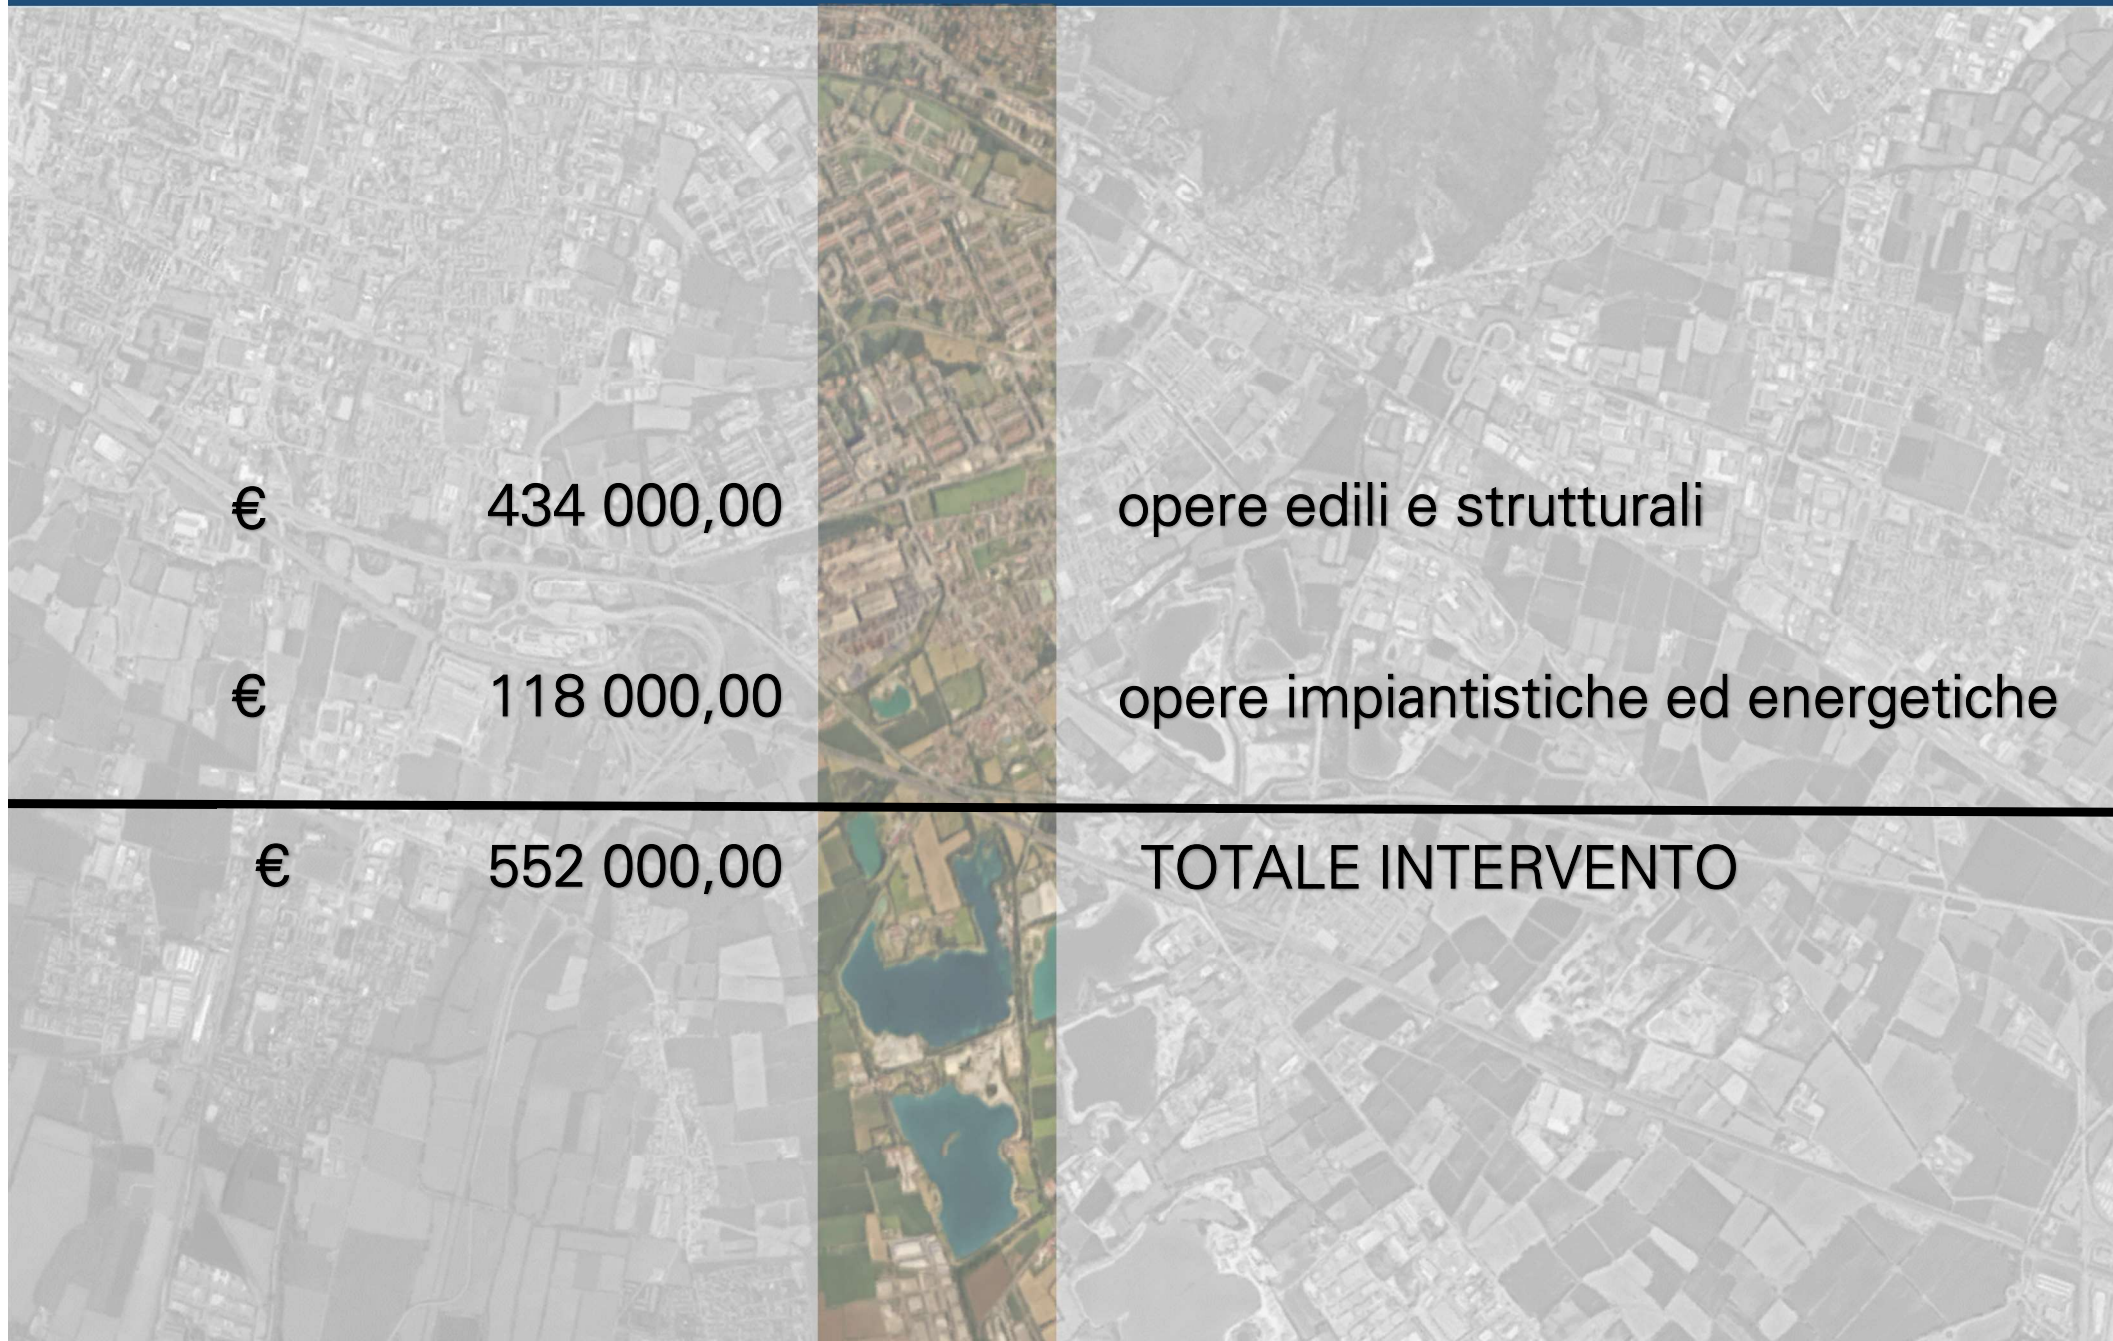 € 434 000,00 opere edili e strutturali
€ 118 000,00 opere impiantistiche ed energetiche
€ 552 000,00 TOTALE INTERVENTO